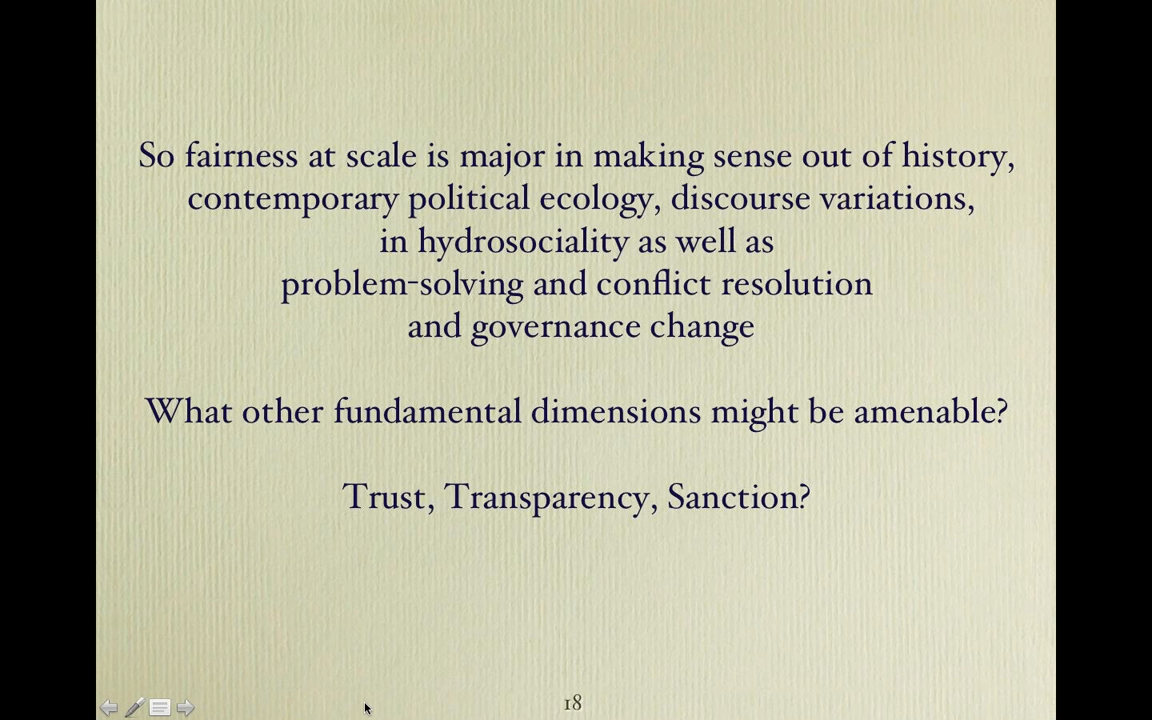 So fairness at scale is major in making sense out of history,
contemporary political ecology, discourse variations,
in hydrosociality as well as
problem-solving and conflict resolution
and governance change
What other fundamental dimensions might be amenable?
Trust, Transparency, Sanction?
18